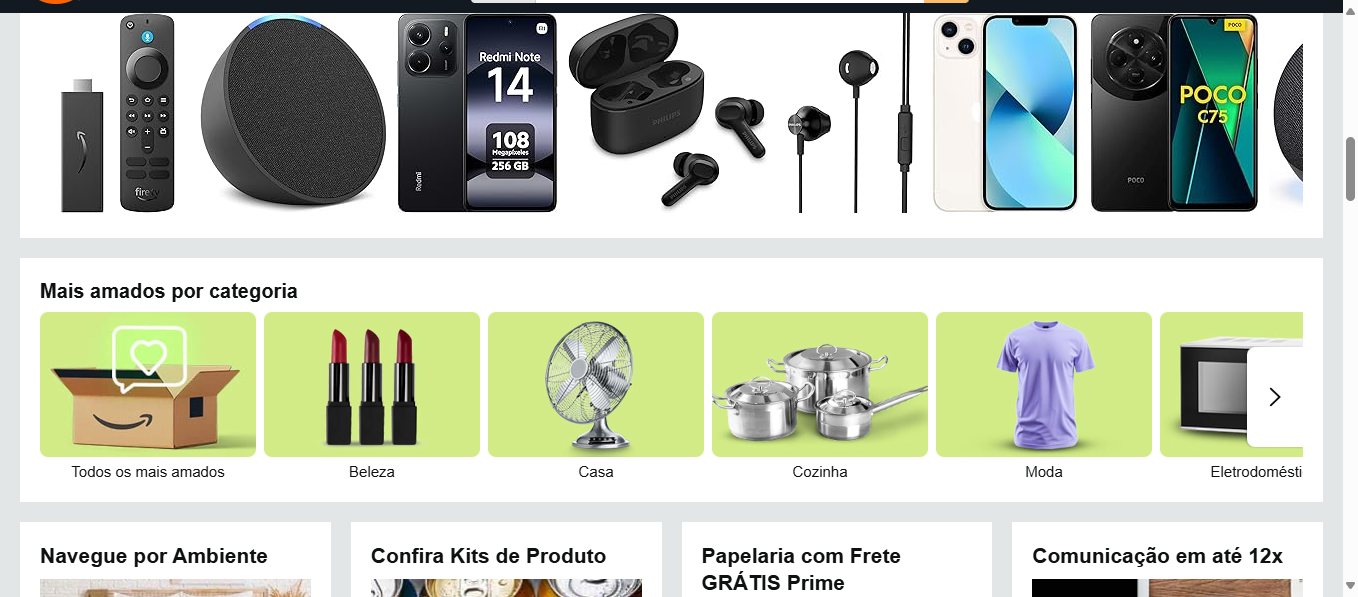 Redmi Note
14
108
Megapixeles
256 GB
Redmi
firetv
PHILIPS
POCO
POCO
C75
POCO
Mais amados por categoria
Todos os mais amados
Beleza
Casa
Cozinha
Moda
Eletrodomésti
Navegue por Ambiente
Confira Kits de Produto
Papelaria com Frete
GRÁTIS Prime
Comunicação em até 12x